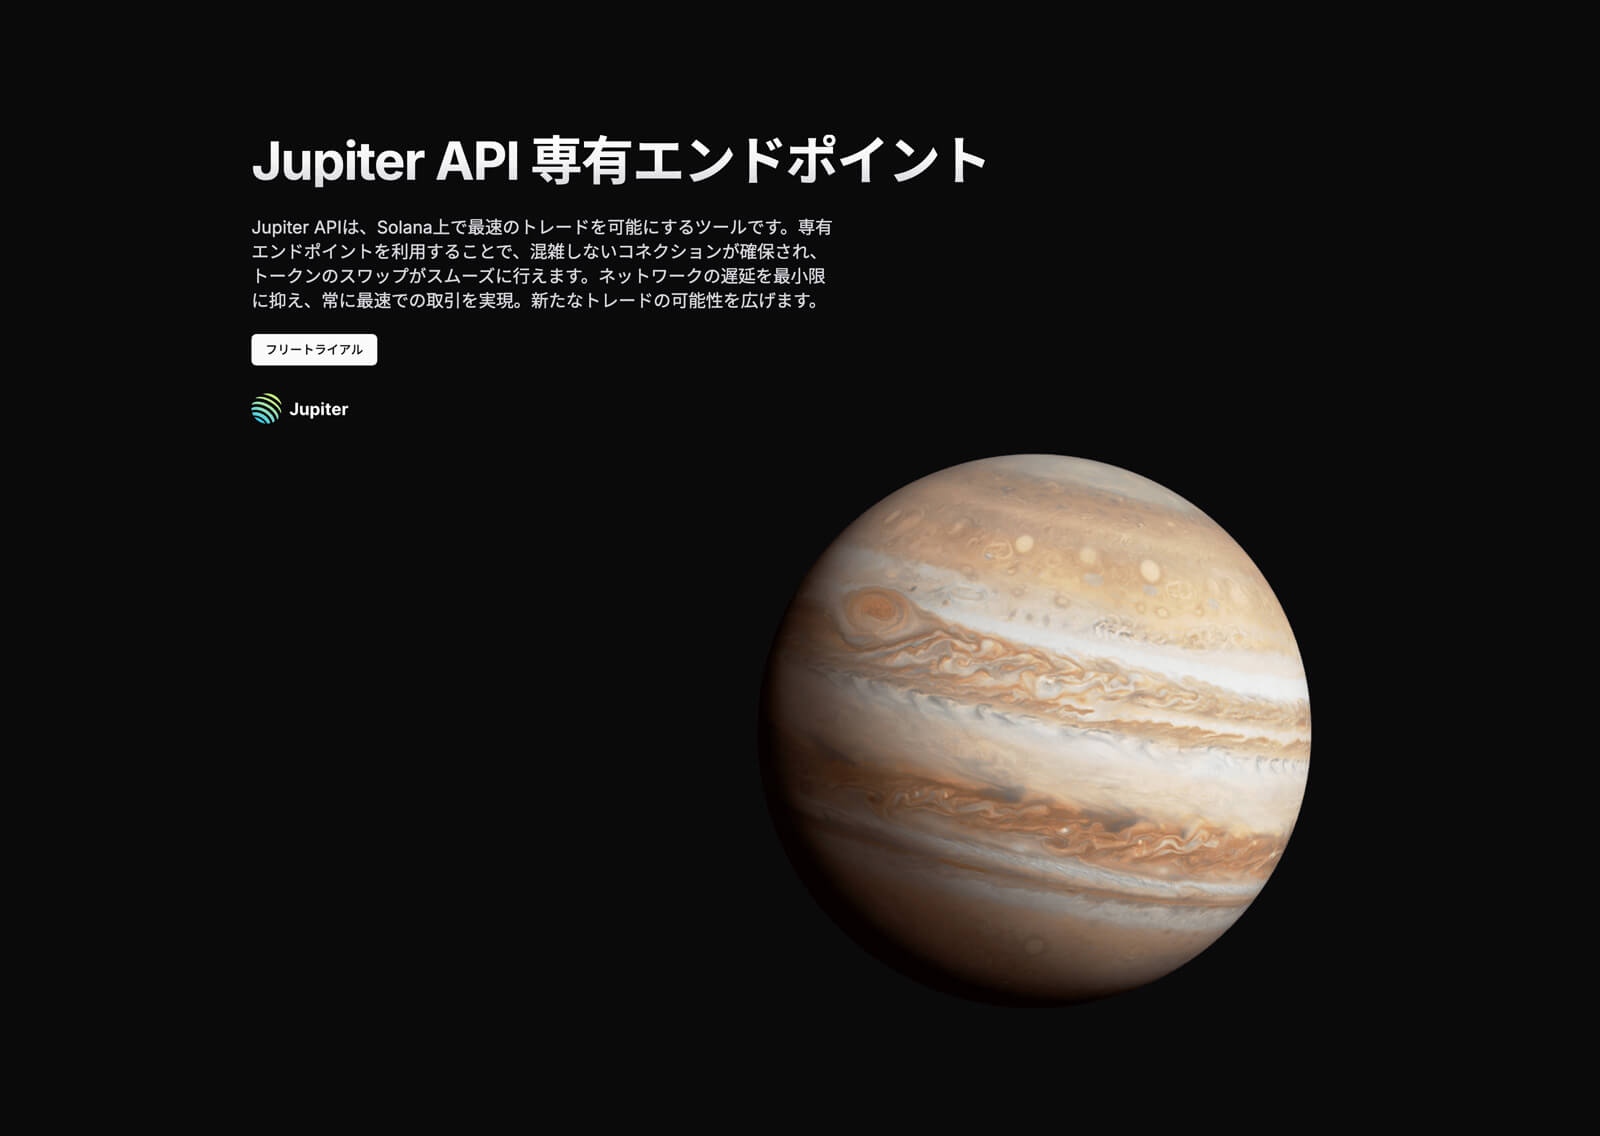 Jupiter API 専有エンドポイント
Jupiter APIは、Solana上で最速のトレードを可能にするツールです。専有
エンドポイントを利用することで、混雑しないコネクションが確保され、
トークンのスワップがスムーズに行えます。ネットワークの遅延を最小限
に抑え、常に最速での取引を実現。新たなトレードの可能性を広げます。
フリートライアル
Jupiter